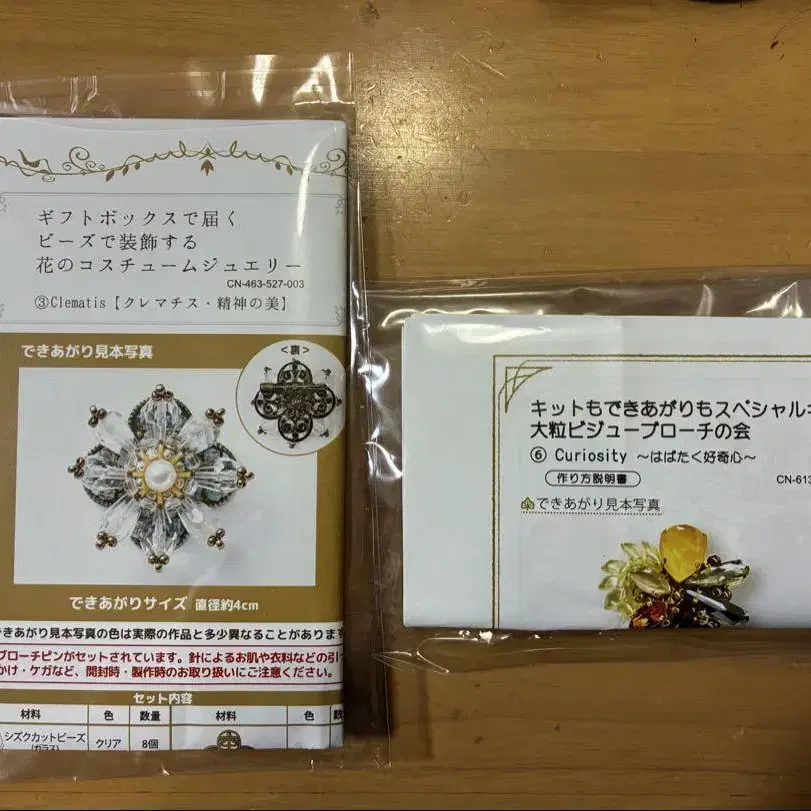 ギフトボックスで届く
ビーズで装飾する
花のコスチュームジュエリー
CN-463-527-003
③Clematis【クレマチス・精神の美】
できあがり見本写真
<裏>
できあがりサイズ 直径約4cm
できあがり見本写真の色は実際の作品と多少異なることがあります
ブローチピンがセットされています。針によるお肌や衣料などの引っ
かけ・ケガなど、開封時・製作時のお取り扱いにご注意ください。
セット内容
材料 色 数量 材料 色 数
シズクカットビーズ
(ガラス) クリア 8個
キットもできあがりもスペシャル
大粒ビジューブローチの会
⑥ Curiosity ～はばたく好奇心～
作り方説明書
CN-613
できあがり見本写真